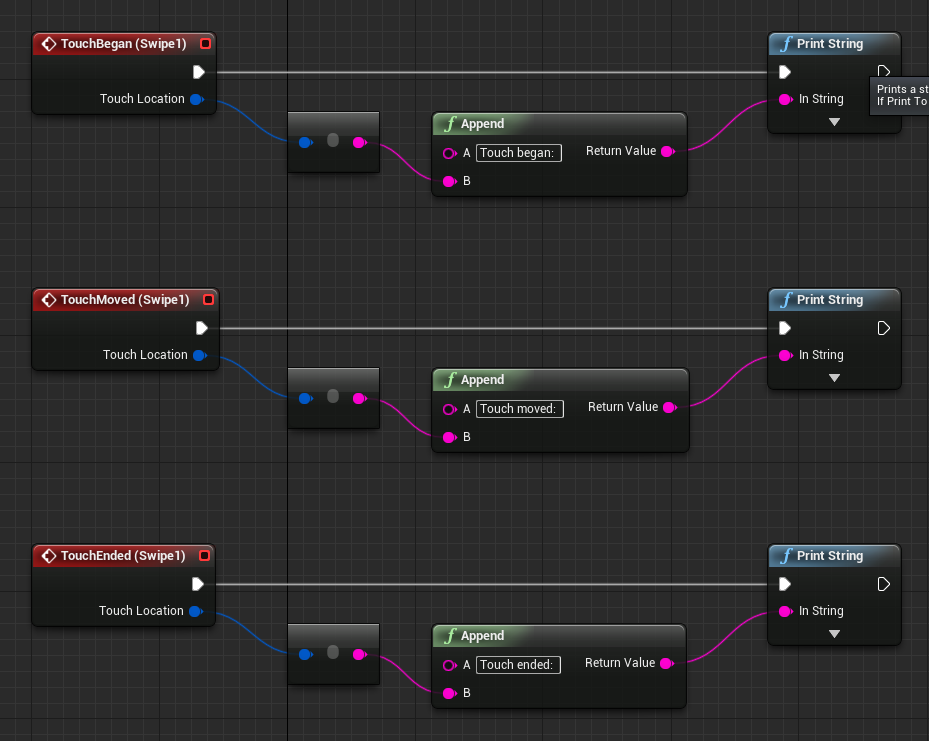 TouchBegan (Swipe1)
Touch Location
Append
A Touch began:
B
Return Value
Print String
In String
Prints a st
If Print To
TouchMoved (Swipe1)
Touch Location
Append
A Touch moved:
B
Return Value
Print String
In String
TouchEnded (Swipe1)
Touch Location
Append
A Touch ended:
B
Return Value
Print String
In String